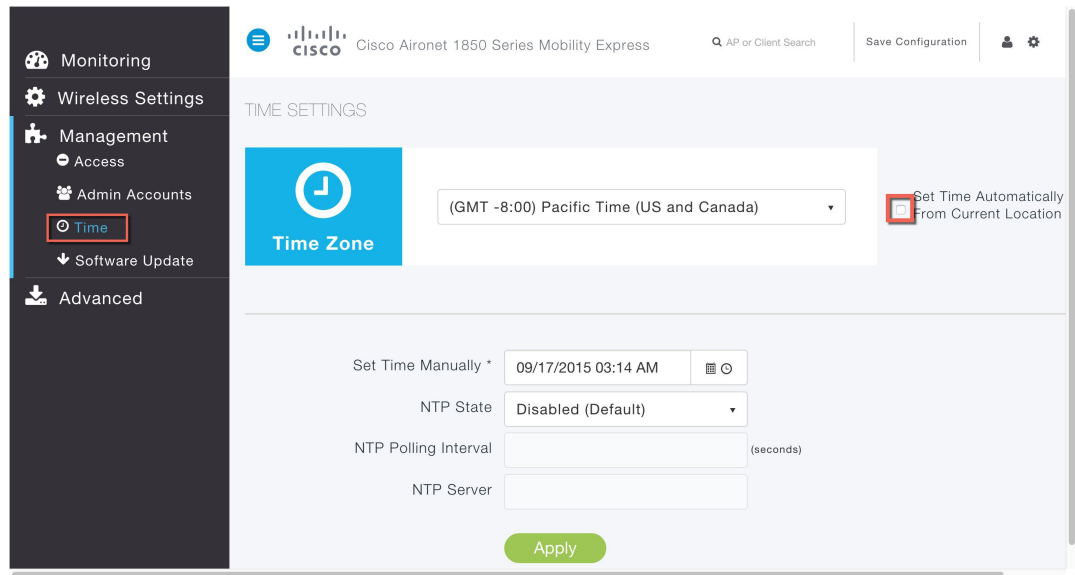 Monitoring
Wireless Settings
Management
Access
Admin Accounts
Time
Software Update
Advanced
CISCO Cisco Aironet 1850 Series Mobility Express
AP or Client Search
Save Configuration
TIME SETTINGS
Time Zone
(GMT -8:00) Pacific Time (US and Canada)
Set Time Automatically
From Current Location
Set Time Manually * 09/17/2015 03:14 AM
NTP State Disabled (Default)
NTP Polling Interval (seconds)
NTP Server
Apply